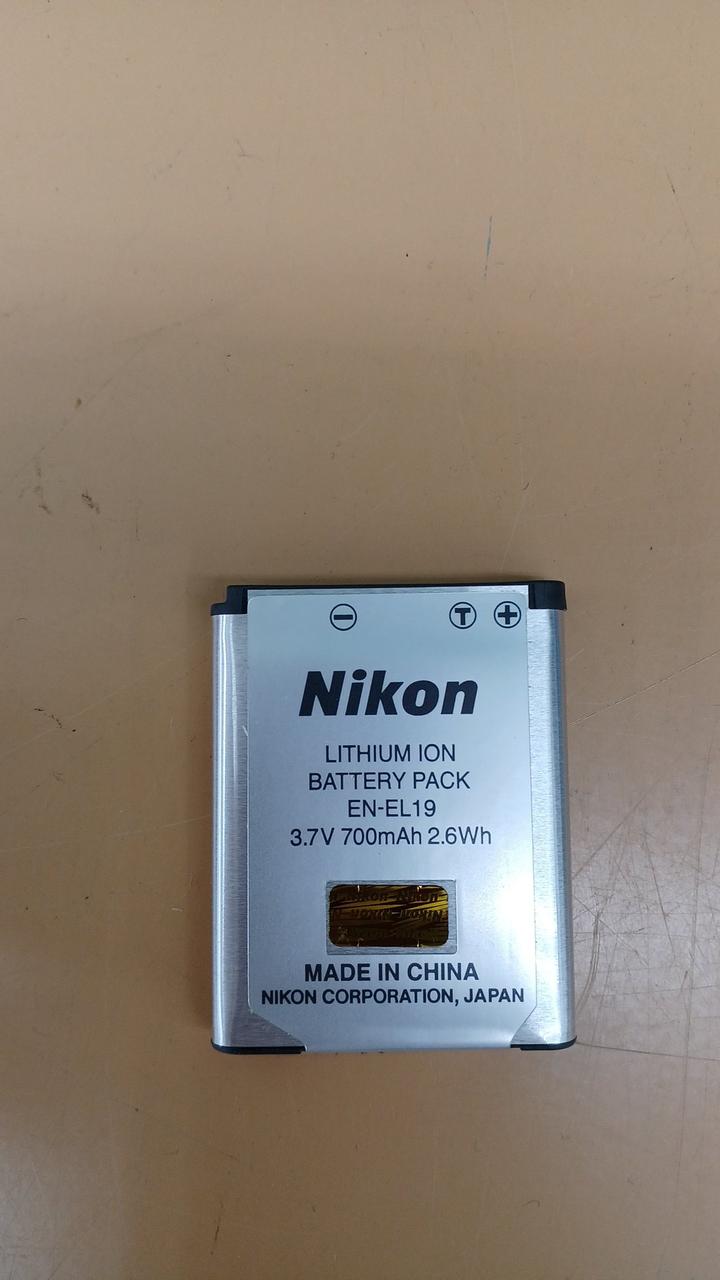 ⊖ Ⓣ ⊕
Nikon
LITHIUM ION
BATTERY PACK
EN-EL19
3.7V 700mAh 2.6Wh
MADE IN CHINA
NIKON CORPORATION, JAPAN